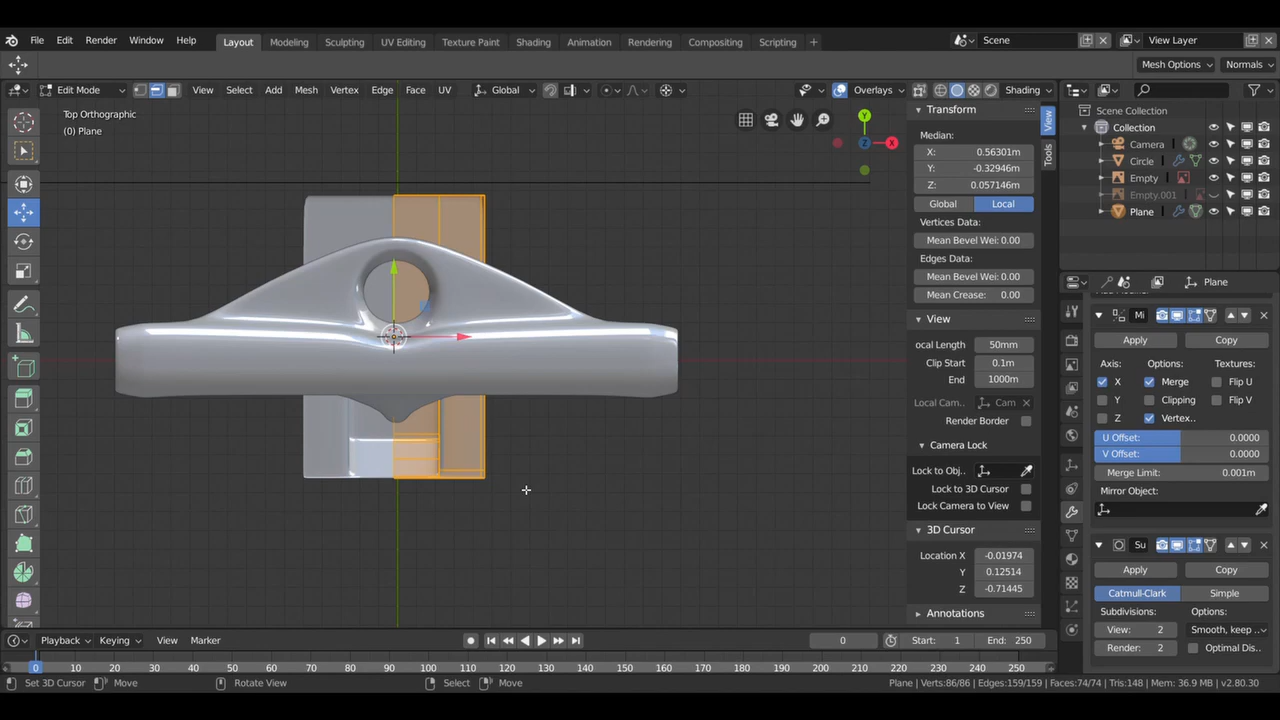 File Edit Render Window Help Layout Modeling Sculpting UV Editing Texture Paint Shading Animation Rendering Compositing Scripting + Scene View Layer
Mesh Options Normals
Edit Mode View Select Add Mesh Vertex Edge Face UV Global Overlays Shading
Top Orthographic
(0) Plane
Y
X
Z
View
Tools
Transform
Median:
X: 0.56301m
Y: -0.32946m
Z: 0.057146m
Global Local
Vertices Data:
Mean Bevel Wei: 0.00
Edges Data:
Mean Bevel Wei: 0.00
Mean Crease: 0.00
View
ocal Length 50mm
Clip Start 0.1m
End 1000m
Local Cam.. Cam
Render Border
Camera Lock
Lock to Obj..
Lock to 3D Cursor
Lock Camera to View
3D Cursor
Location X -0.01974
Y 0.12514
Z -0.71445
Annotations
Scene Collection
Collection
Camera
Circle
Empty
Empty.001
Plane
Plane
Mi
Apply Copy
Axis: Options: Textures:
X Merge Flip U
Y Clipping Flip V
Z Vertex..
U Offset: 0.0000
V Offset: 0.0000
Merge Limit: 0.001m
Mirror Object:
Su
Apply Copy
Catmull-Clark Simple
Subdivisions: Options:
View: 2 Smooth, keep ..
Render: 2 Optimal Dis..
Playback Keying View Marker 0 Start: 1 End: 250
0 10 20 30 40 50 60 70 80 90 100 110 120 130 140 150 160 170 180 190 200 210 220 230 240 250
Set 3D Cursor Move Rotate View Select Move Plane | Verts:86/86 | Edges:159/159 | Faces:74/74 | Tris:148 | Mem: 36.9 MB | v2.80.30